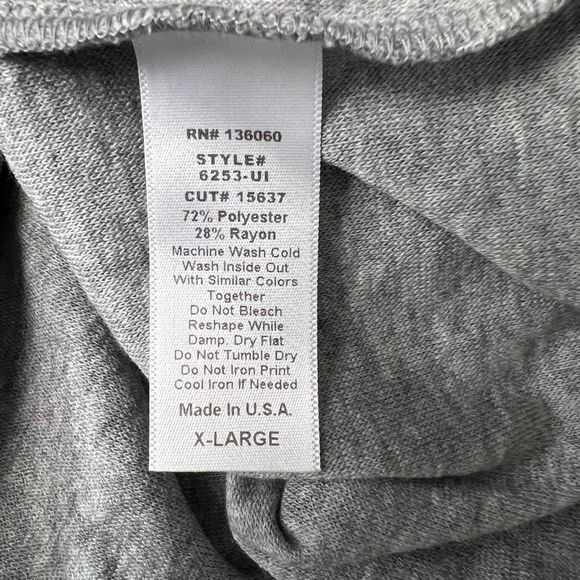 RN# 136060
STYLE#
6253-UI
CUT# 15637
72% Polyester
28% Rayon
Machine Wash Cold
Wash Inside Out
With Similar Colors
Together
Do Not Bleach
Reshape While
Damp. Dry Flat
Do Not Tumble Dry
Do Not Iron Print
Cool Iron If Needed
Made In U.S.A.
X-LARGE